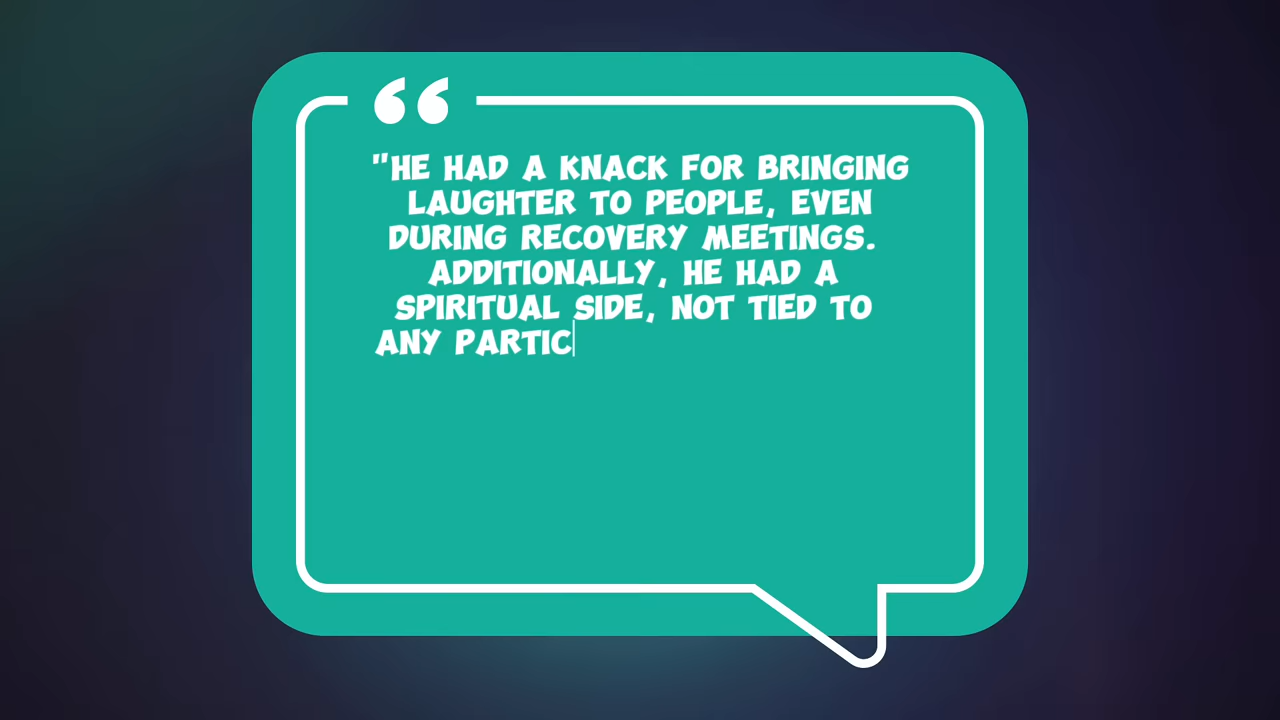 "HE HAD A KNACK FOR BRINGING
LAUGHTER TO PEOPLE, EVEN
DURING RECOVERY MEETINGS.
ADDITIONALLY, HE HAD A
SPIRITUAL SIDE, NOT TIED TO
ANY PARTIC